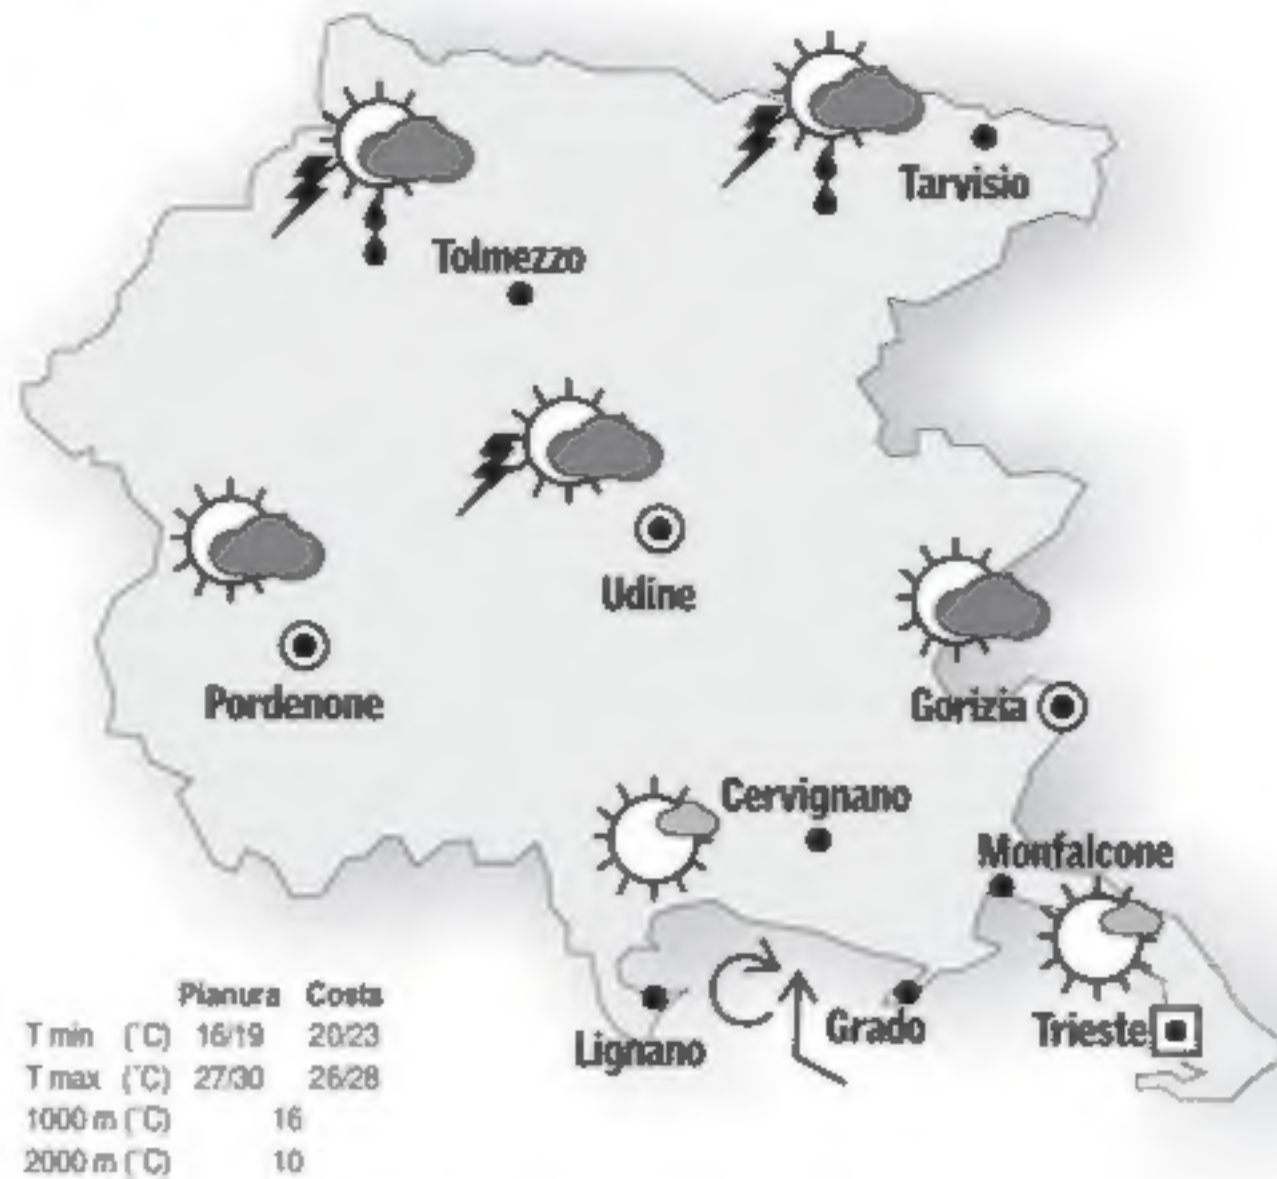 Tarvisio
Tolmezzo
Udine
Pordenone
Gorizia
Cervignano
Monfalcone
Grado
Trieste
Lignano
Pianura Costa
T min (°C) 16/19 20/23
T max (°C) 27/30 26/28
1000 m (°C) 16
2000 m (°C) 10